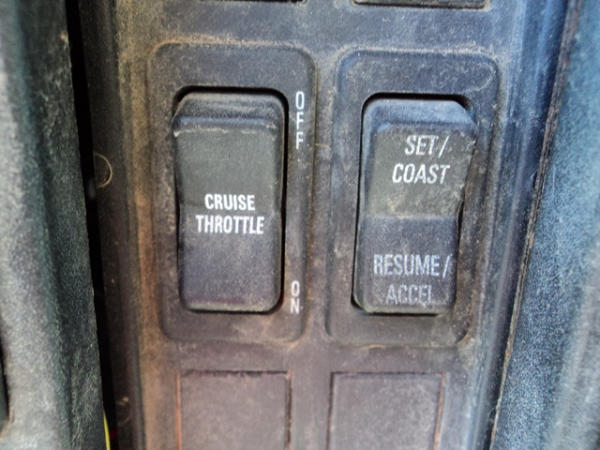 OFF
CRUISE
THROTTLE
ON
SET/
COAST
RESUME/
ACCEL